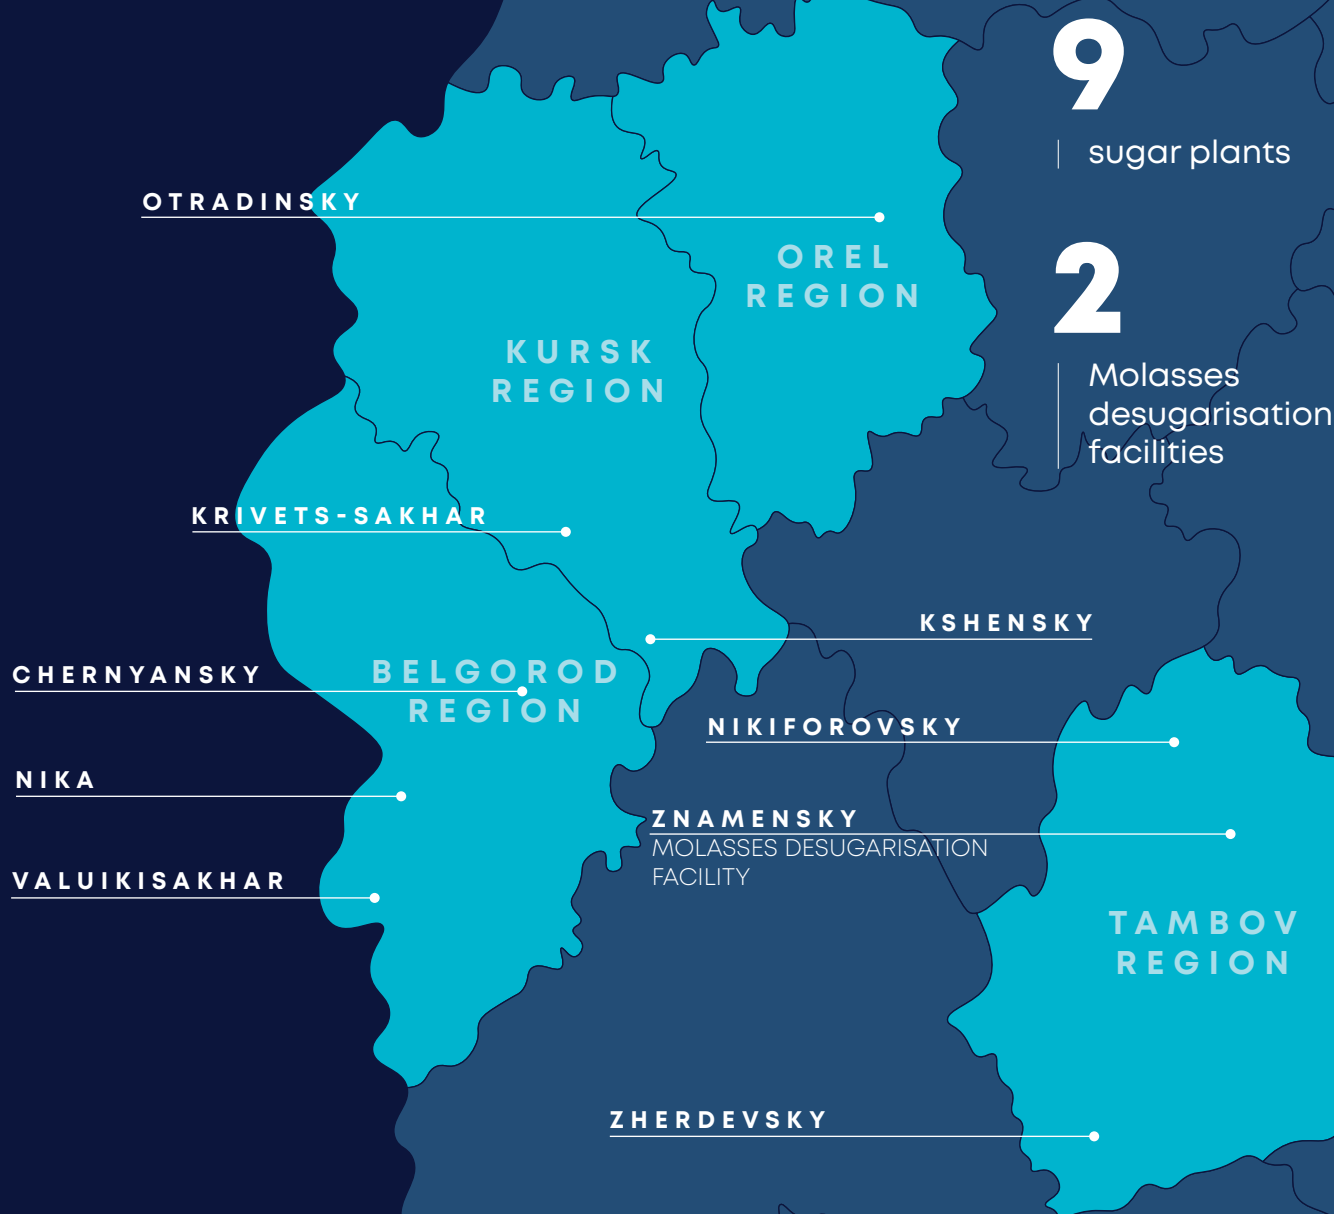 9
sugar plants
2
Molasses
desugarisation
facilities
OTRADINSKY
OREL
REGION
KURSK
REGION
KRIVETS-SAKHAR
KSHENSKY
CHERNYANSKY
BELGOROD
REGION
NIKIFOROVSKY
NIKA
ZNAMENSKY
MOLASSES DESUGARISATION
FACILITY
VALUIKISAKHAR
TAMBOV
REGION
ZHERDEVSKY